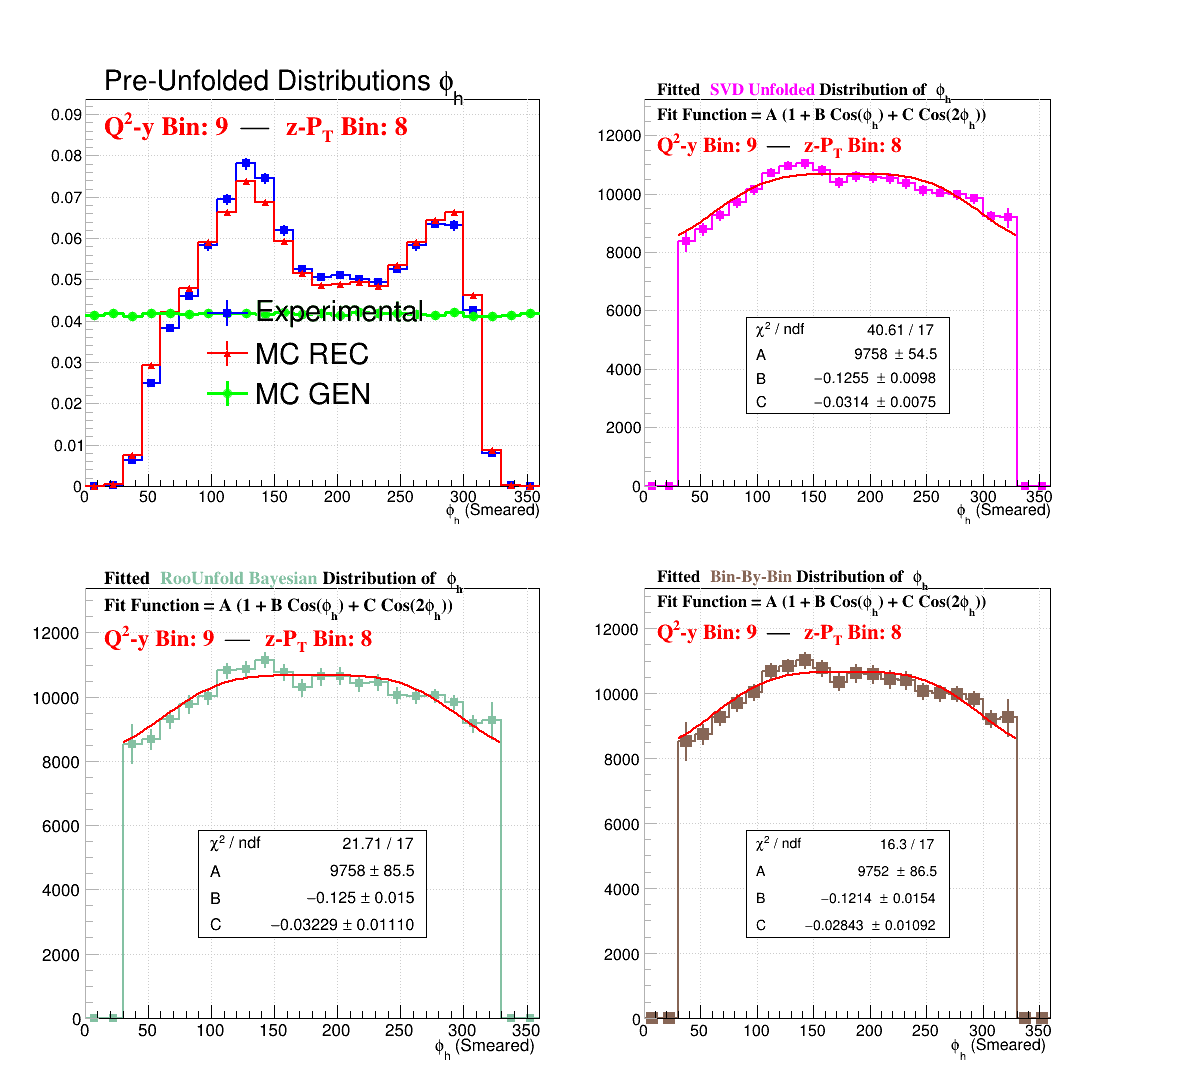 Pre-Unfolded Distributions ϕh
Q²-y Bin: 9 — z-PT Bin: 8
0.09
0.08
0.07
0.06
0.05
0.04
0.03
0.02
0.01
0
Experimental
MC REC
MC GEN
0 50 100 150 200 250 300 350
ϕh (Smeared)
Fitted SVD Unfolded Distribution of ϕh
Fit Function = A (1 + B Cos(ϕh) + C Cos(2ϕh))
Q²-y Bin: 9 — z-PT Bin: 8
12000
10000
8000
6000
4000
2000
0
χ² / ndf 40.61 / 17
A 9758 ± 54.5
B −0.1255 ± 0.0098
C −0.0314 ± 0.0075
0 50 100 150 200 250 300 350
ϕh (Smeared)
Fitted RooUnfold Bayesian Distribution of ϕh
Fit Function = A (1 + B Cos(ϕh) + C Cos(2ϕh))
Q²-y Bin: 9 — z-PT Bin: 8
12000
10000
8000
6000
4000
2000
0
χ² / ndf 21.71 / 17
A 9758 ± 85.5
B −0.125 ± 0.015
C −0.03229 ± 0.01110
0 50 100 150 200 250 300 350
ϕh (Smeared)
Fitted Bin-By-Bin Distribution of ϕh
Fit Function = A (1 + B Cos(ϕh) + C Cos(2ϕh))
Q²-y Bin: 9 — z-PT Bin: 8
12000
10000
8000
6000
4000
2000
0
χ² / ndf 16.3 / 17
A 9752 ± 86.5
B −0.1214 ± 0.0154
C −0.02843 ± 0.01092
0 50 100 150 200 250 300 350
ϕh (Smeared)